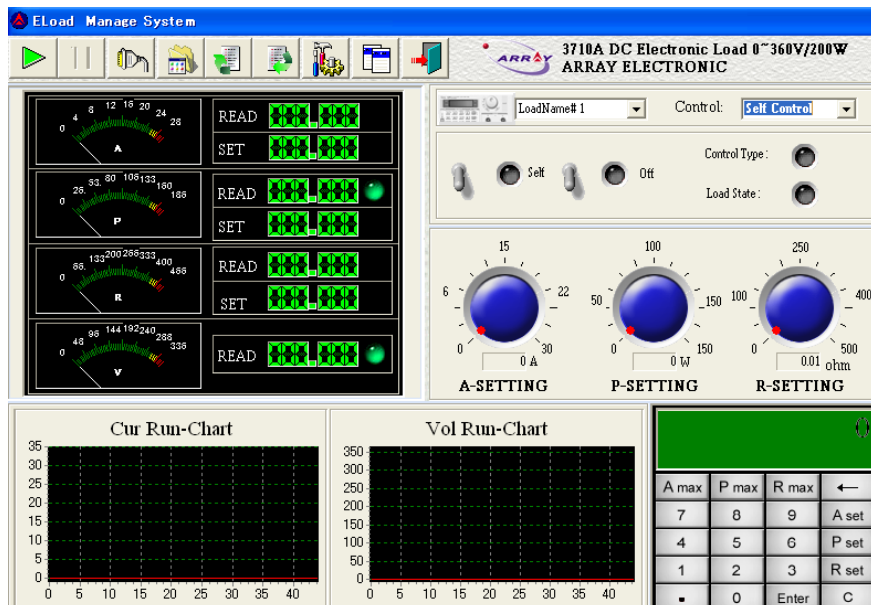 ELoad Manage System
ARRAY
3710A DC Electronic Load 0~360V/200W
ARRAY ELECTRONIC
0 4 8 12 16 20 24 28
A
READ
SET
0 26. 53. 80 106 133 160 186
P
READ
SET
0 66. 133 200 266 333 400 466
R
READ
SET
0 48 96 144 192 240 288 336
V
READ
LoadName# 1
Control:
Self Control
Self
Off
Control Type :
Load State :
0 6 15 22 30
0 A
A-SETTING
0 50 100 150 150
0 W
P-SETTING
0 100 250 400 500
0.01 ohm
R-SETTING
Cur Run-Chart
35
30
25
20
15
10
5
0
0 5 10 15 20 25 30 35 40
Vol Run-Chart
350
300
250
200
150
100
50
0
0 5 10 15 20 25 30 35 40
0
A max P max R max ←
7 8 9 A set
4 5 6 P set
1 2 3 R set
. 0 Enter C